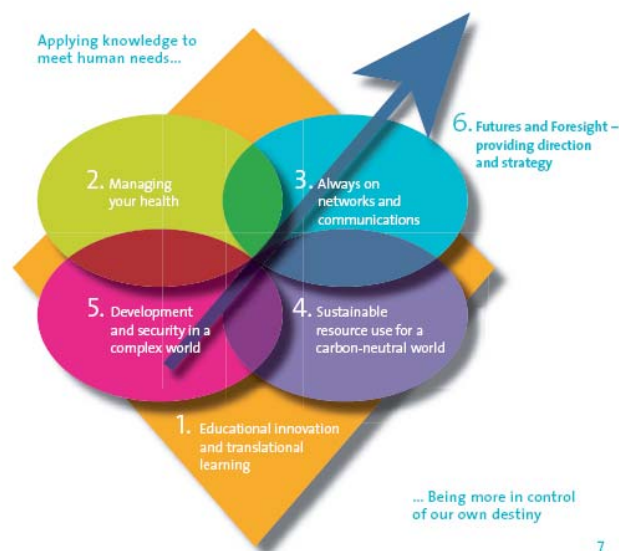 Applying knowledge to
meet human needs...
6. Futures and Foresight –
providing direction
and strategy
2. Managing
your health
3. Always on
networks and
communications
5. Development
and security in a
complex world
4. Sustainable
resource use for a
carbon-neutral world
1. Educational innovation
and translational
learning
... Being more in control
of our own destiny
7